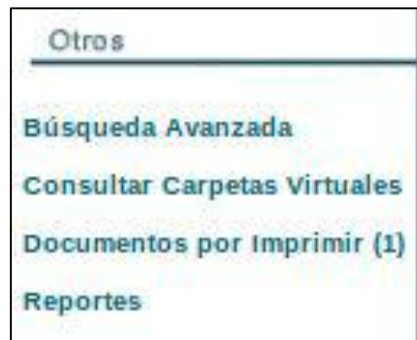 Otros
Búsqueda Avanzada
Consultar Carpetas Virtuales
Documentos por Imprimir (1)
Reportes